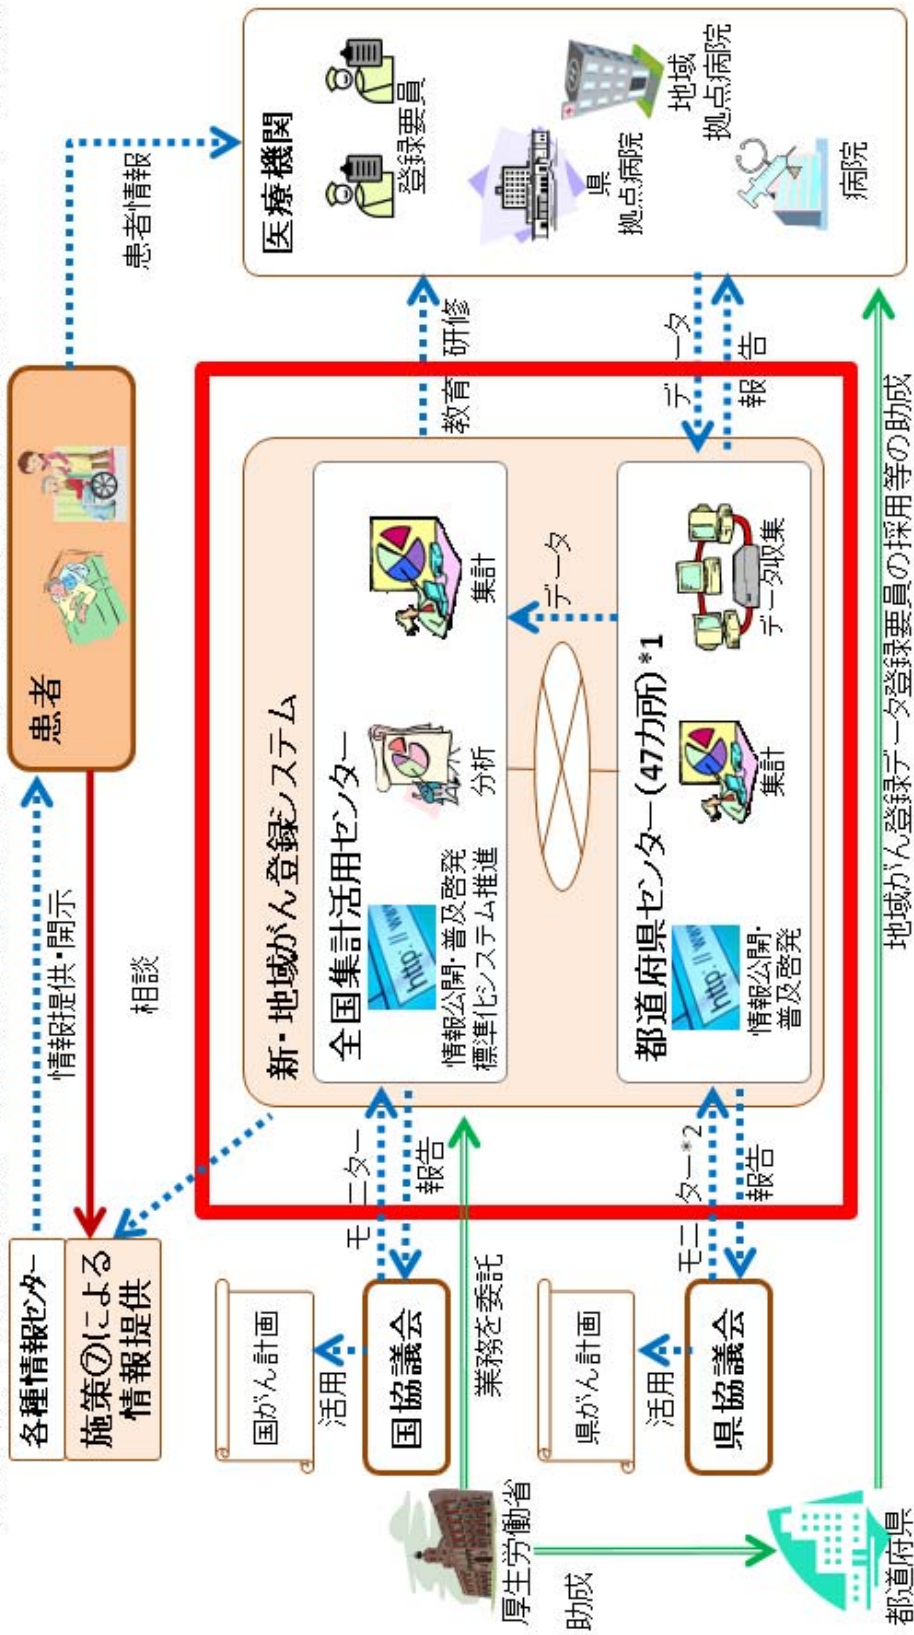 各種情報センター
施策⑦による
情報提供
情報提供・開示
相談
患者
患者情報
国がん計画
活用
国協議会
モニター
報告
業務を委託
厚生労働省
助成
都道府県
県がん計画
活用
県協議会
モニター*2
報告
新・地域がん登録システム
全国集計活用センター
http://www
情報公開・普及啓発
標準化システム推進
分析
集計
データ
都道府県センター(47カ所)*1
http://www
情報公開・
普及啓発
集計
データ収集
教育
研修
データ
報告
医療機関
登録要員
県
拠点病院
地域
拠点病院
病院
地域がん登録データ登録要員の採用等の助成